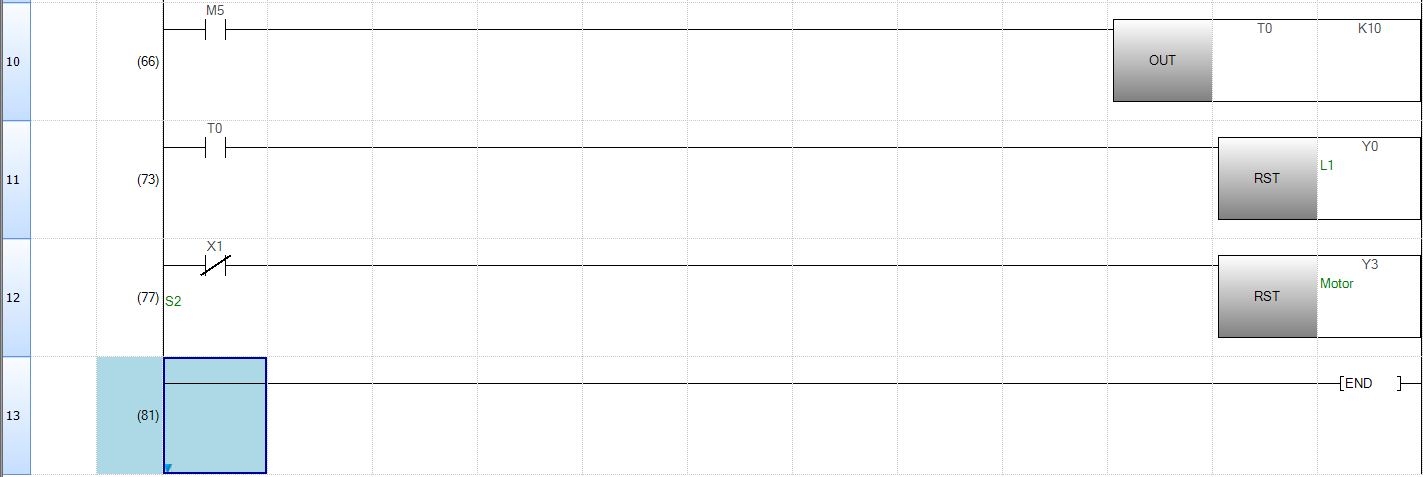 M5
10 (66) OUT T0 K10
T0
11 (73) RST Y0
L1
X1
12 (77) S2 RST Y3
Motor
13 (81) [END ]